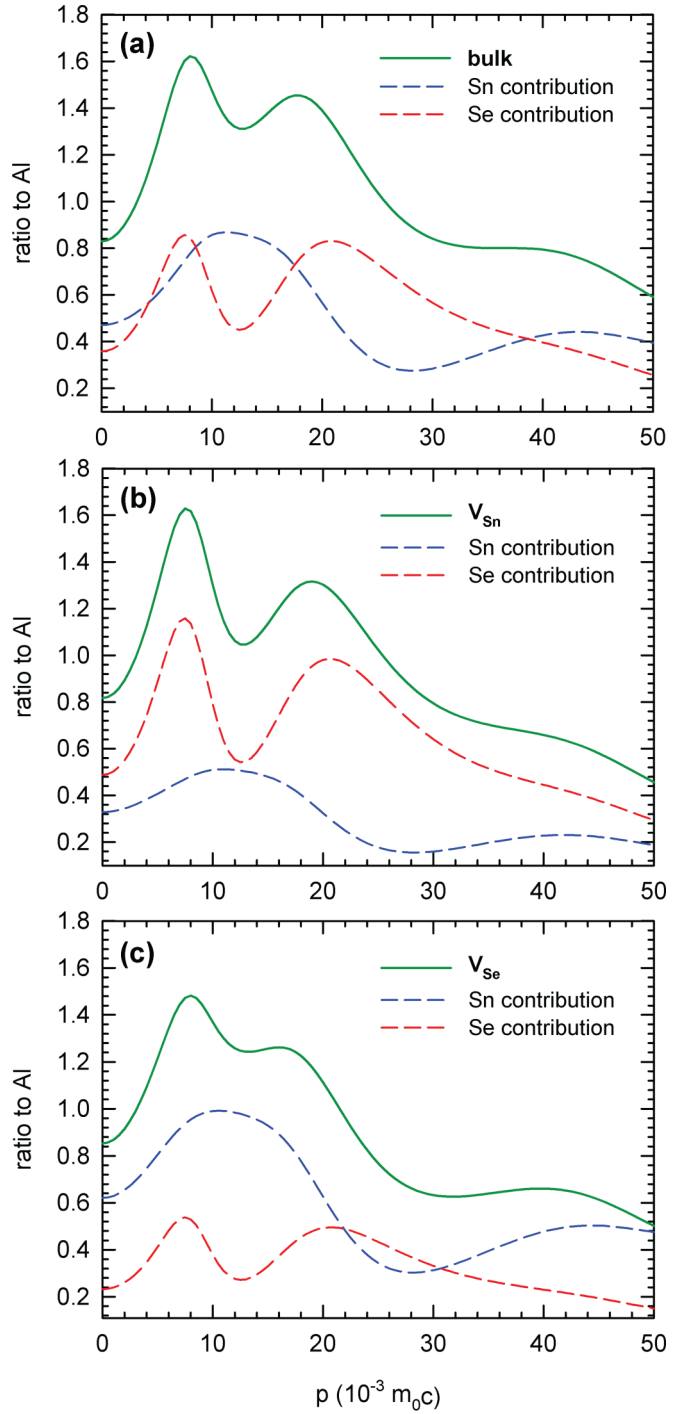 (a)
bulk
Sn contribution
Se contribution
ratio to Al
1.8
1.6
1.4
1.2
1.0
0.8
0.6
0.4
0.2
0 10 20 30 40 50
(b)
V_Sn
Sn contribution
Se contribution
ratio to Al
1.8
1.6
1.4
1.2
1.0
0.8
0.6
0.4
0.2
0 10 20 30 40 50
(c)
V_Se
Sn contribution
Se contribution
ratio to Al
1.8
1.6
1.4
1.2
1.0
0.8
0.6
0.4
0.2
0 10 20 30 40 50
p (10⁻³ m₀c)